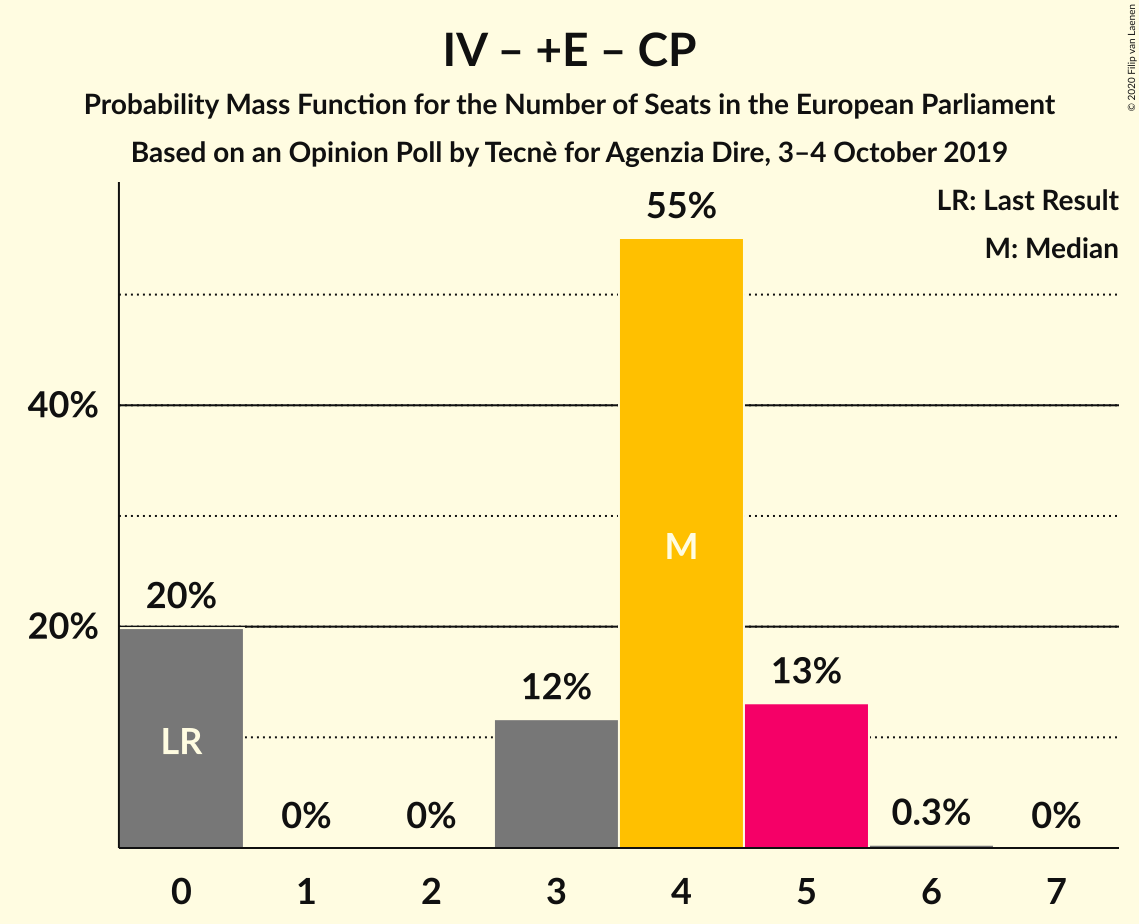 IV – +E – CP
Probability Mass Function for the Number of Seats in the European Parliament
Based on an Opinion Poll by Tecnè for Agenzia Dire, 3–4 October 2019
© 2020 Filip van Laenen
LR: Last Result
M: Median
55%
40%
M
20%
20%
13%
12%
LR
0%
0%
0.3%
0%
0 1 2 3 4 5 6 7